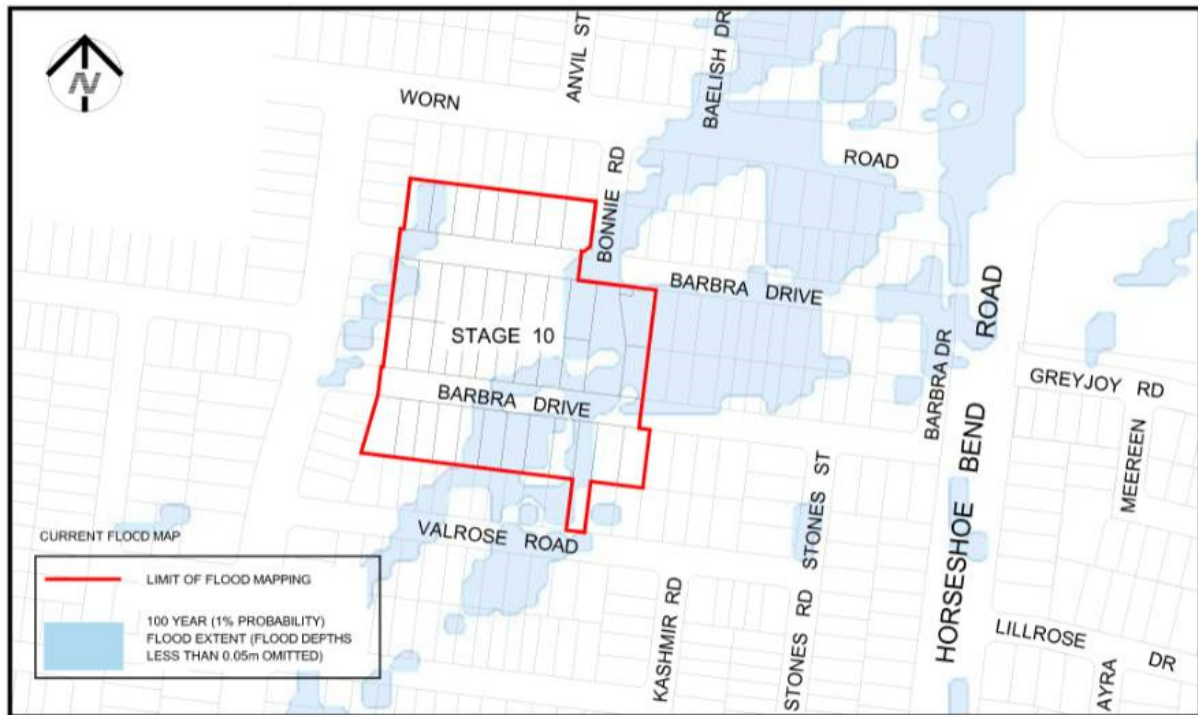 N
ANVIL ST
BAELISH DR
WORN
ROAD
BONNIE RD
BARBRA DRIVE
STAGE 10
BARBRA DRIVE
BARBRA DR
HORSESHOE BEND ROAD
GREYJOY RD
MEEREEN
STONES ST
VALROSE ROAD
KASHMIR RD
STONES RD
LILLROSE DR
AYRA
CURRENT FLOOD MAP
LIMIT OF FLOOD MAPPING
100 YEAR (1% PROBABILITY)
FLOOD EXTENT (FLOOD DEPTHS
LESS THAN 0.05m OMITTED)